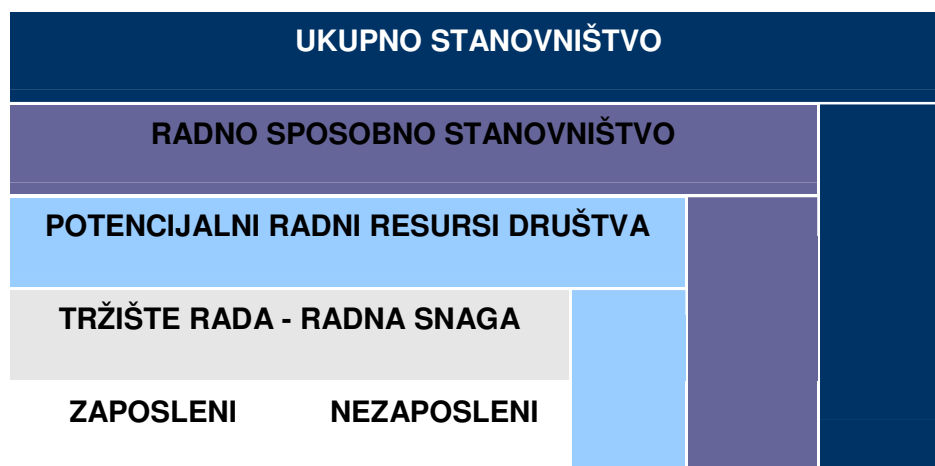 UKUPNO STANOVNIŠTVO
RADNO SPOSOBNO STANOVNIŠTVO
POTENCIJALNI RADNI RESURSI DRUŠTVA
TRŽIŠTE RADA - RADNA SNAGA
ZAPOSLENI NEZAPOSLENI